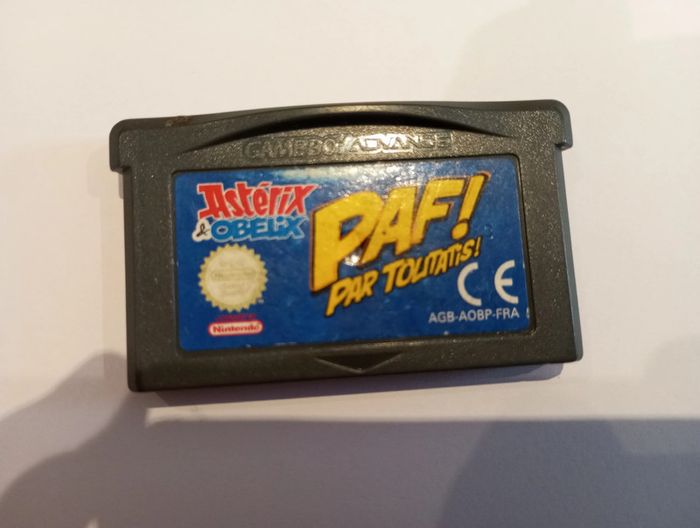 GAME BOY ADVANCE
Astérix
& OBELIX
PAF!
PAR TOUTATIS!
Nintendo
CE
AGB-AOBP-FRA